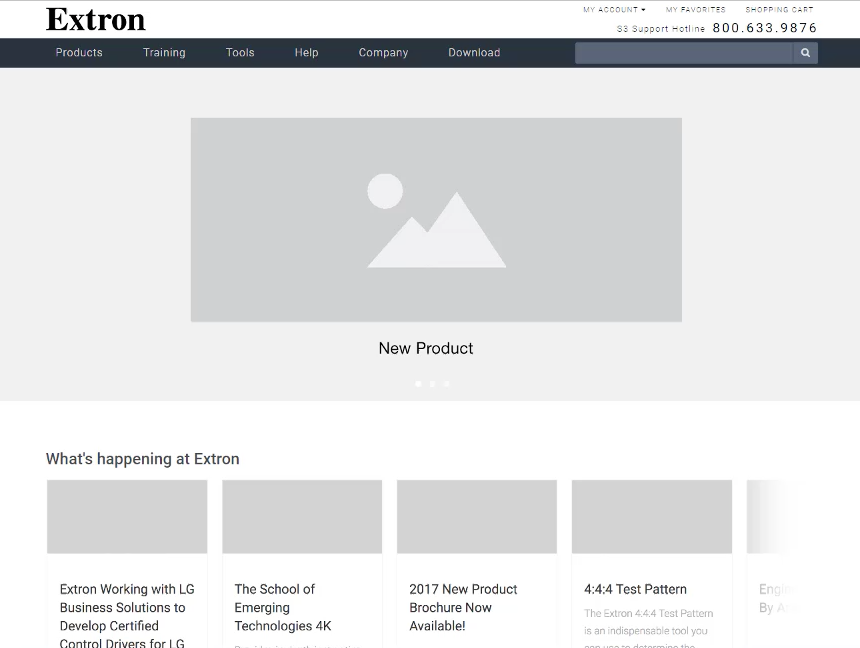 Extron
MY ACCOUNT
MY FAVORITES
SHOPPING CART
S3 Support Hotline 800.633.9876
Products
Training
Tools
Help
Company
Download
New Product
What's happening at Extron
Extron Working with LG
Business Solutions to
Develop Certified
Control Drivers for LG
The School of
Emerging
Technologies 4K
2017 New Product
Brochure Now
Available!
4:4:4 Test Pattern
The Extron 4:4:4 Test Pattern
is an indispensable tool you
can use to determine the
By